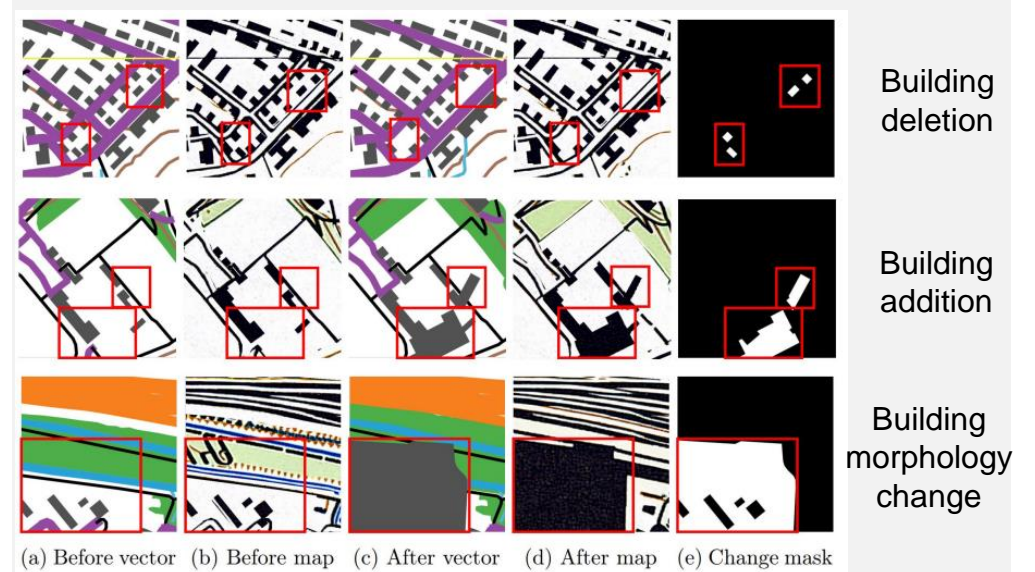 Building
deletion
Building
addition
Building
morphology
change
(a) Before vector (b) Before map (c) After vector (d) After map (e) Change mask